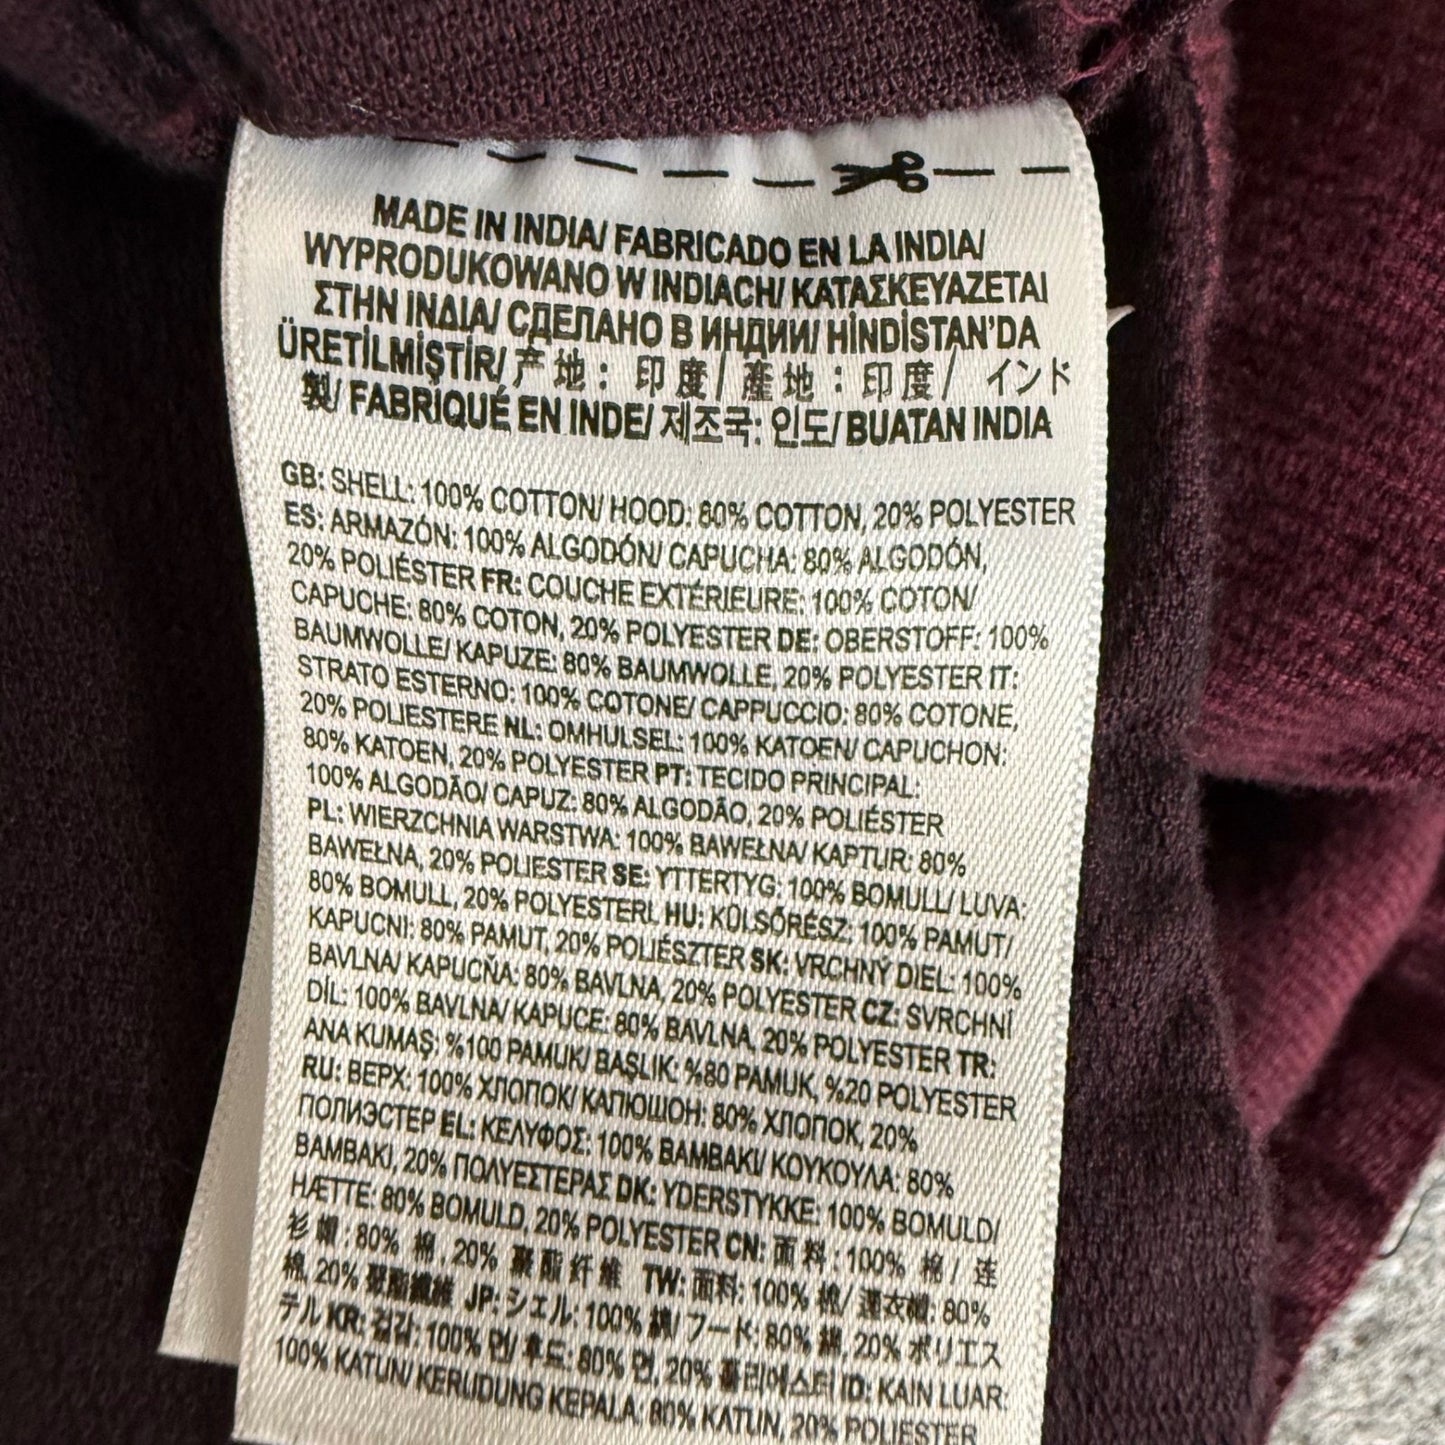 MADE IN INDIA/ FABRICADO EN LA INDIA/
WYPRODUKOWANO W INDIACH/ ΚΑΤΑΣΚΕΥΑΖΕΤΑΙ
ΣΤΗΝ ΙΝΔΙΑ/ СДЕЛАНО В ИНДИИ/ HİNDİSTAN'DA
ÜRETİLMİŞTİR/ 产地: 印度/ 產地: 印度/ インド
製/ FABRIQUÉ EN INDE/ 제조국: 인도/ BUATAN INDIA
GB: SHELL: 100% COTTON/ HOOD: 80% COTTON, 20% POLYESTER
ES: ARMAZÓN: 100% ALGODÓN/ CAPUCHA: 80% ALGODÓN,
20% POLIÉSTER FR: COUCHE EXTÉRIEURE: 100% COTON/
CAPUCHE: 80% COTON, 20% POLYESTER DE: OBERSTOFF: 100%
BAUMWOLLE/ KAPUZE: 80% BAUMWOLLE, 20% POLYESTER IT:
STRATO ESTERNO: 100% COTONE/ CAPPUCCIO: 80% COTONE,
20% POLIESTERE NL: OMHULSEL: 100% KATOEN/ CAPUCHON:
80% KATOEN, 20% POLYESTER PT: TECIDO PRINCIPAL:
100% ALGODÃO/ CAPUZ: 80% ALGODÃO, 20% POLIÉSTER
PL: WIERZCHNIA WARSTWA: 100% BAWEŁNA/ KAPTUR: 80%
BAWEŁNA, 20% POLIESTER SE: YTTERTYG: 100% BOMULL/ LUVA:
80% BOMULL, 20% POLYESTERL HU: KÜLSŐRÉSZ: 100% PAMUT/
KAPUCNI: 80% PAMUT, 20% POLIÉSZTER SK: VRCHNÝ DIEL: 100%
BAVLNA/ KAPUCŇA: 80% BAVLNA, 20% POLYESTER CZ: SVRCHNÍ
DÍL: 100% BAVLNA/ KAPUCE: 80% BAVLNA, 20% POLYESTER TR:
ANA KUMAŞ: %100 PAMUK/ BAŞLIK: %80 PAMUK, %20 POLYESTER
RU: ВЕРХ: 100% ХЛОПОК/ КАПЮШОН: 80% ХЛОПОК, 20%
ПОЛИЭСТЕР EL: ΚΕΛΥΦΟΣ: 100% ΒΑΜΒΑΚΙ/ ΚΟΥΚΟΥΛΑ: 80%
ΒΑΜΒΑΚΙ, 20% ΠΟΛΥΕΣΤΕΡΑΣ DK: YDERSTYKKE: 100% BOMULD/
HÆTTE: 80% BOMULD, 20% POLYESTER CN: 面料: 100% 棉/ 连
衫帽: 80% 棉, 20% 聚酯纤维 TW: 面料: 100% 棉/ 連衣帽: 80%
棉, 20% 聚酯纖維 JP: シェル: 100% 綿/ フード: 80% 綿, 20% ポリエス
テル KR: 겉감: 100% 면/ 후드: 80% 면, 20% 폴리에스터 ID: KAIN LUAR:
100% KATUN/ KERUDUNG KEPALA: 80% KATUN, 20% POLIESTER